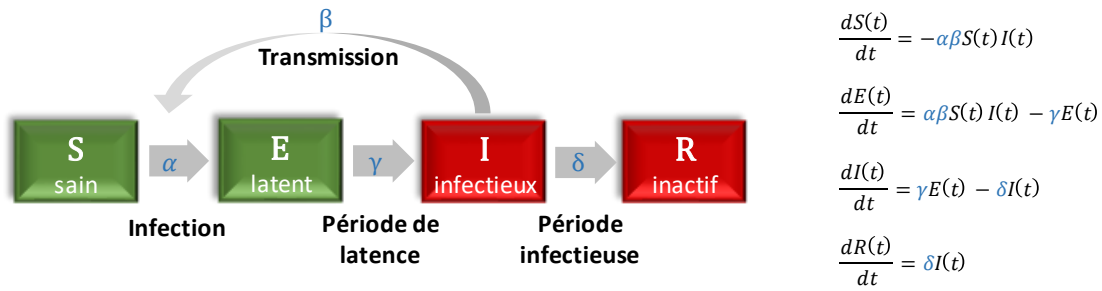 β
Transmission
S
sain
α
E
latent
γ
I
infectieux
δ
R
inactif
Infection
Période de
latence
Période
infectieuse
dS(t)/dt = −αβS(t) I(t)
dE(t)/dt = αβS(t) I(t) − γE(t)
dI(t)/dt = γE(t) − δI(t)
dR(t)/dt = δI(t)